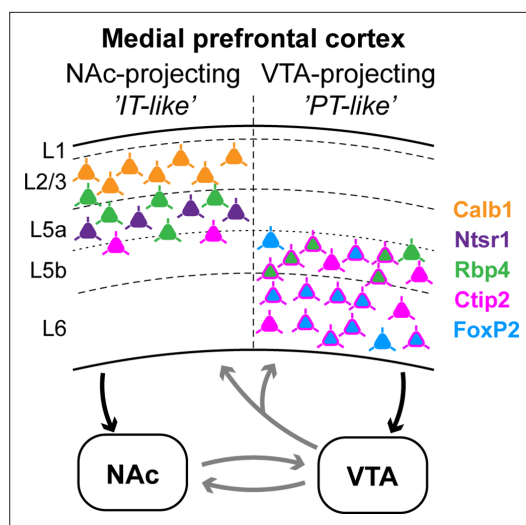 Medial prefrontal cortex
NAc-projecting VTA-projecting
'IT-like' 'PT-like'
L1
L2/3
L5a
L5b
L6
Calb1
Ntsr1
Rbp4
Ctip2
FoxP2
NAc
VTA